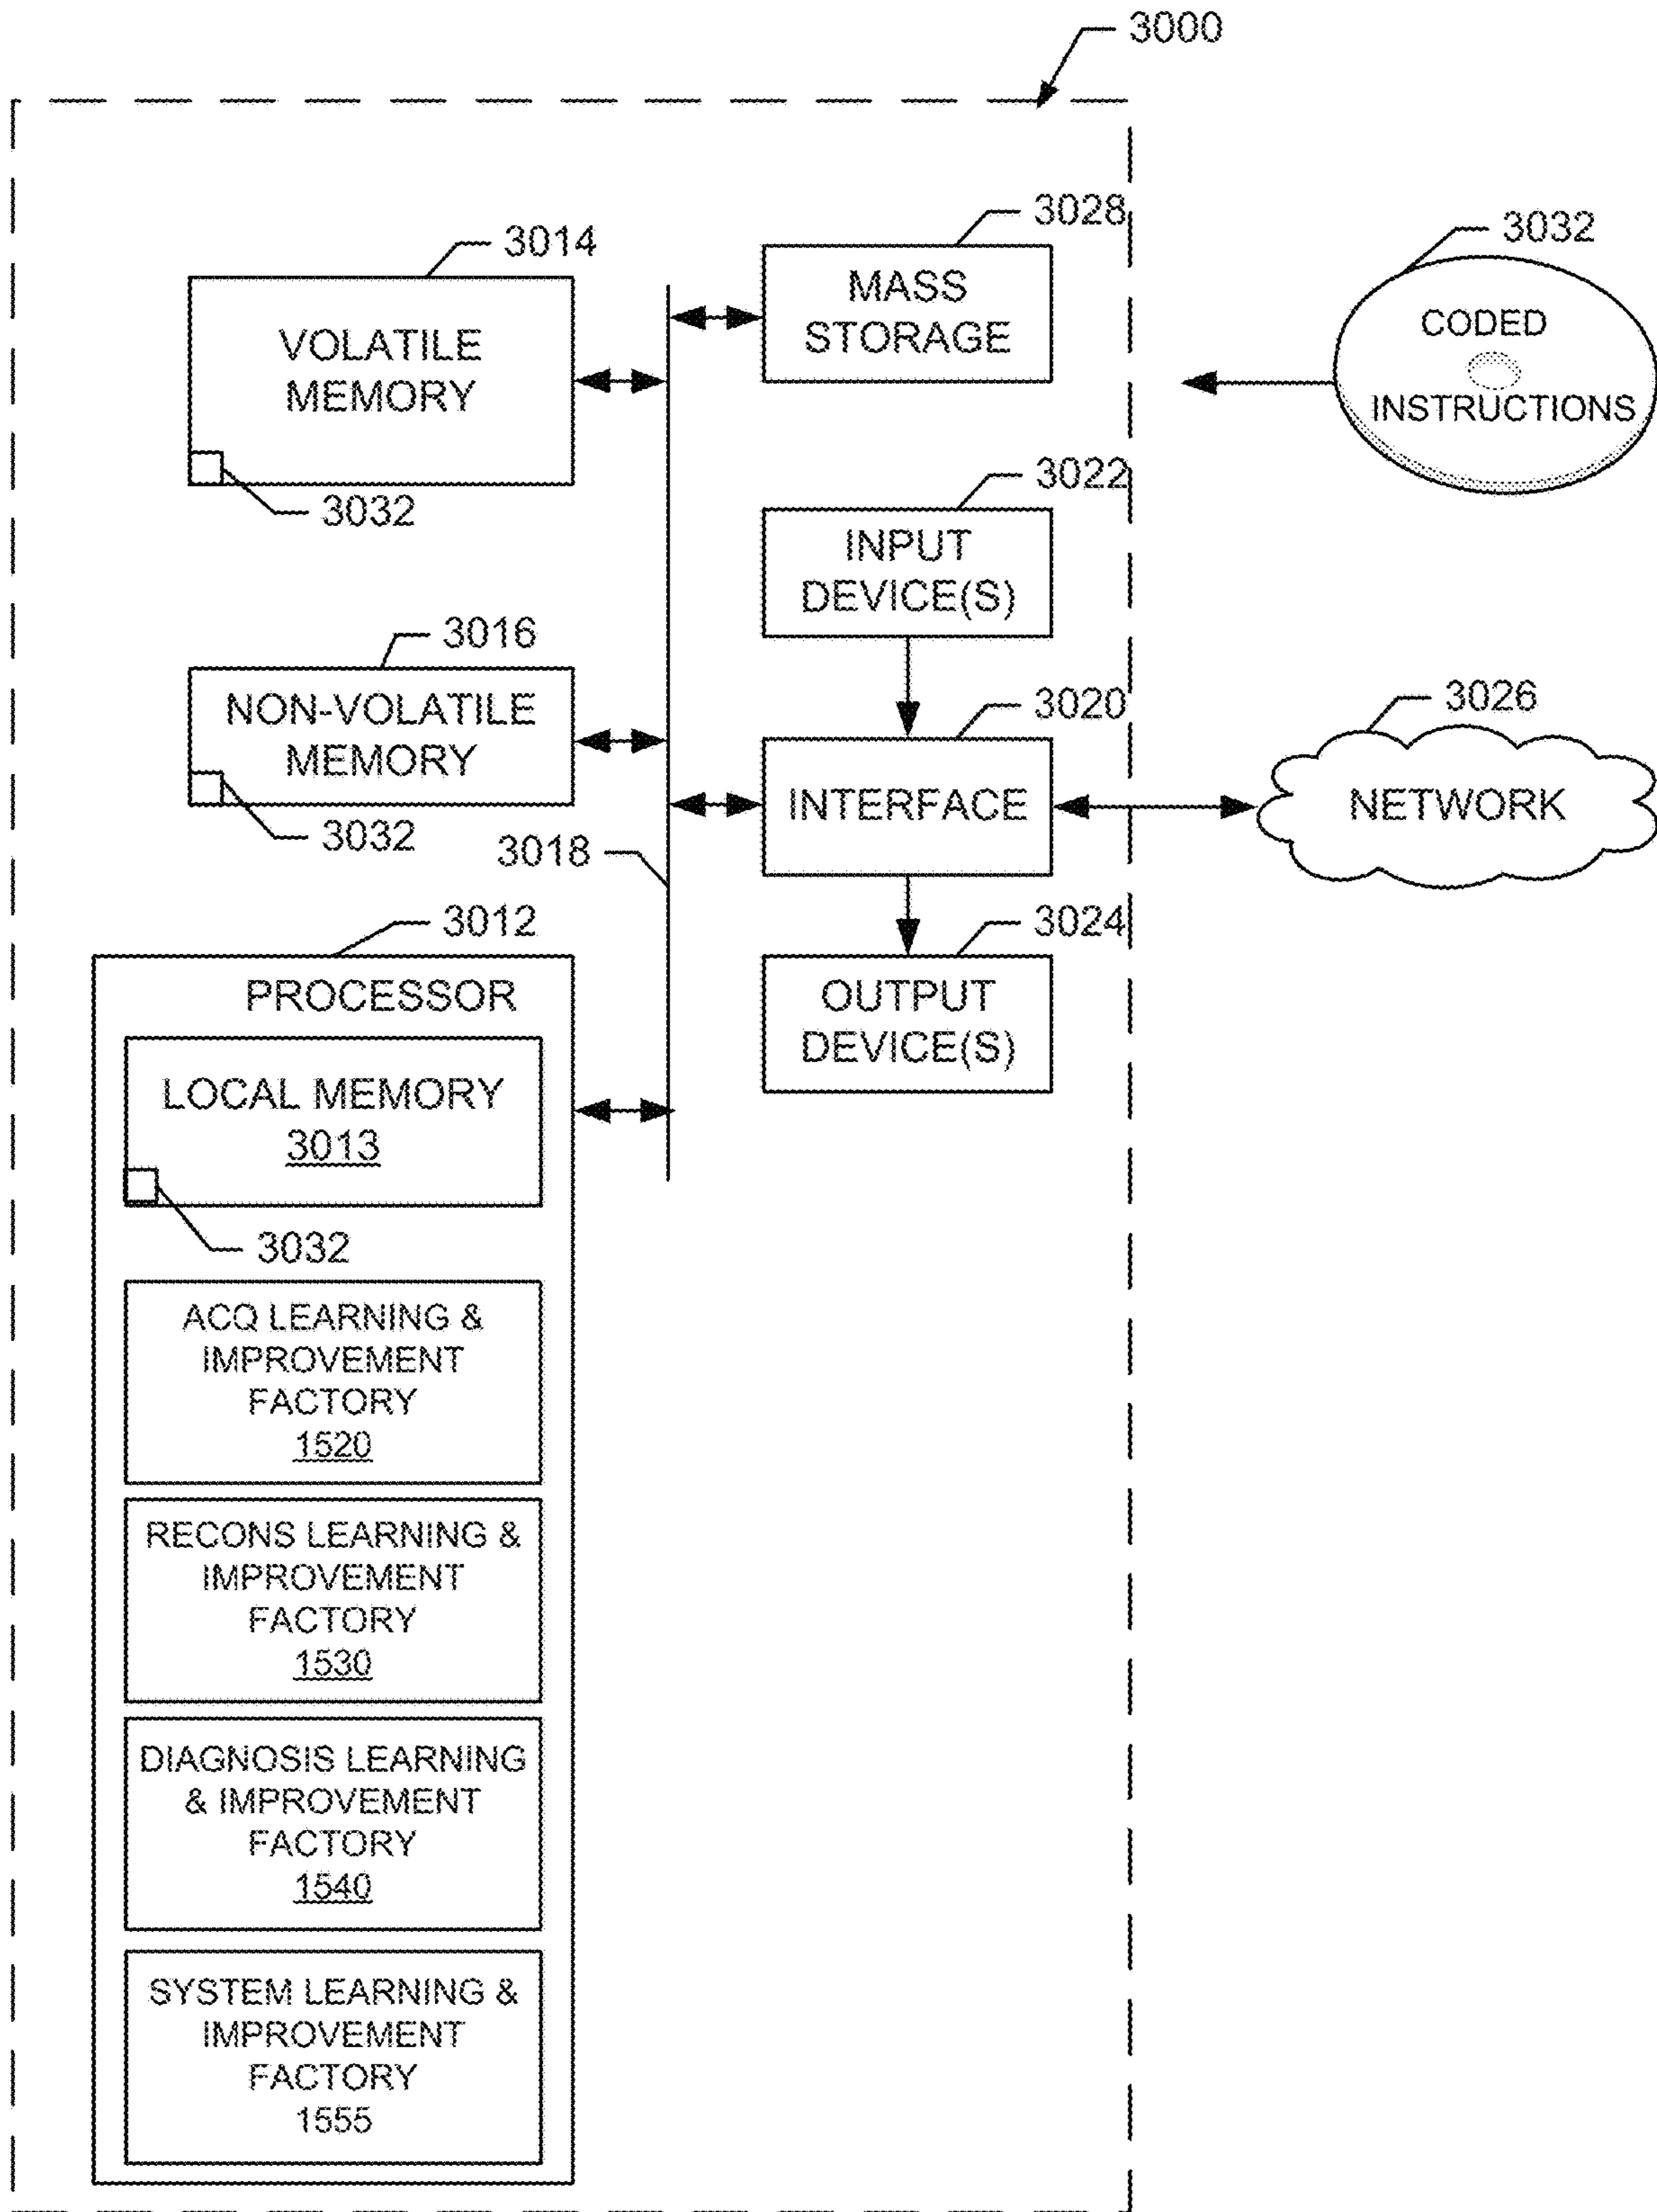 3000
3014
VOLATILE
MEMORY
3032
3028
MASS
STORAGE
3032
CODED
INSTRUCTIONS
3022
INPUT
DEVICE(S)
3016
NON-VOLATILE
MEMORY
3032
3018
3020
INTERFACE
3026
NETWORK
3024
OUTPUT
DEVICE(S)
3012
PROCESSOR
LOCAL MEMORY
3013
3032
ACQ LEARNING &
IMPROVEMENT
FACTORY
1520
RECONS LEARNING &
IMPROVEMENT
FACTORY
1530
DIAGNOSIS LEARNING
& IMPROVEMENT
FACTORY
1540
SYSTEM LEARNING &
IMPROVEMENT
FACTORY
1555